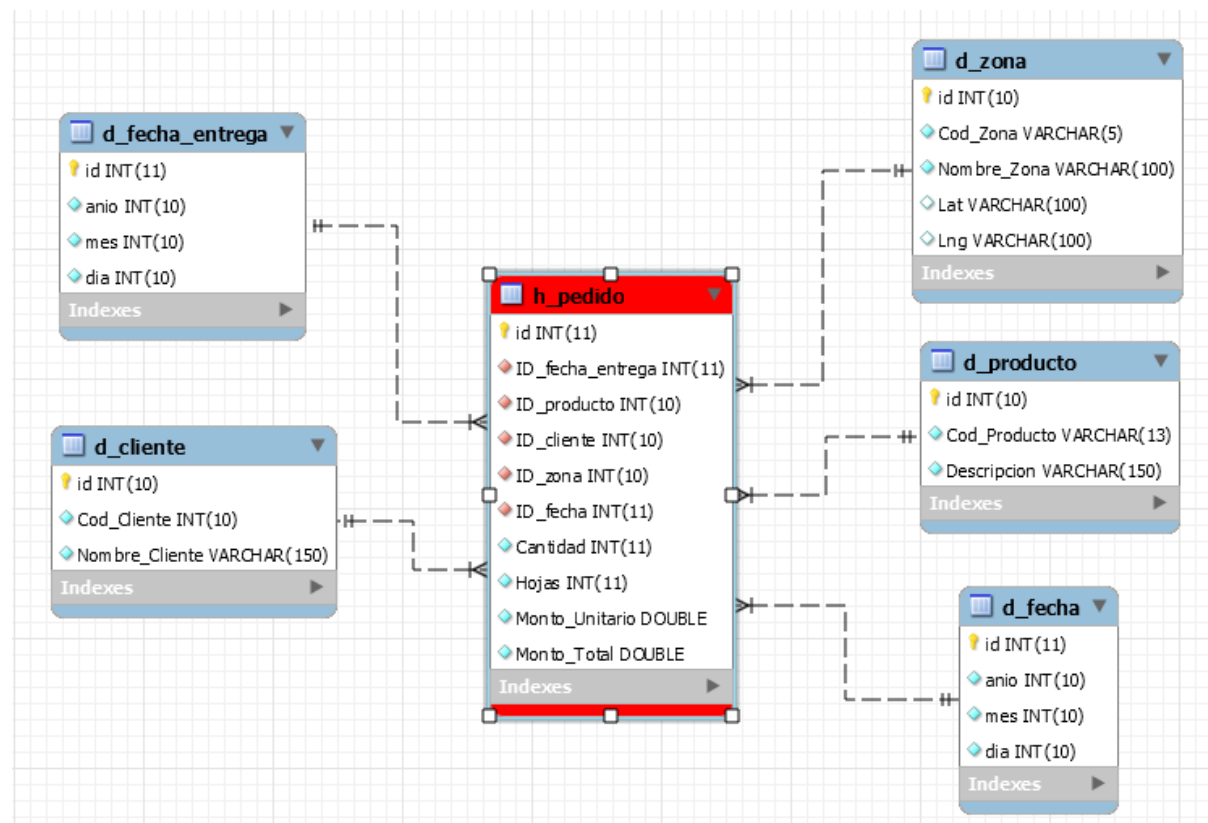 d_fecha_entrega
id INT(11)
anio INT(10)
mes INT(10)
dia INT(10)
Indexes
d_cliente
id INT(10)
Cod_Cliente INT(10)
Nombre_Cliente VARCHAR(150)
Indexes
h_pedido
id INT(11)
ID_fecha_entrega INT(11)
ID_producto INT(10)
ID_cliente INT(10)
ID_zona INT(10)
ID_fecha INT(11)
Cantidad INT(11)
Hojas INT(11)
Monto_Unitario DOUBLE
Monto_Total DOUBLE
Indexes
d_zona
id INT(10)
Cod_Zona VARCHAR(5)
Nombre_Zona VARCHAR(100)
Lat VARCHAR(100)
Lng VARCHAR(100)
Indexes
d_producto
id INT(10)
Cod_Producto VARCHAR(13)
Descripcion VARCHAR(150)
Indexes
d_fecha
id INT(11)
anio INT(10)
mes INT(10)
dia INT(10)
Indexes